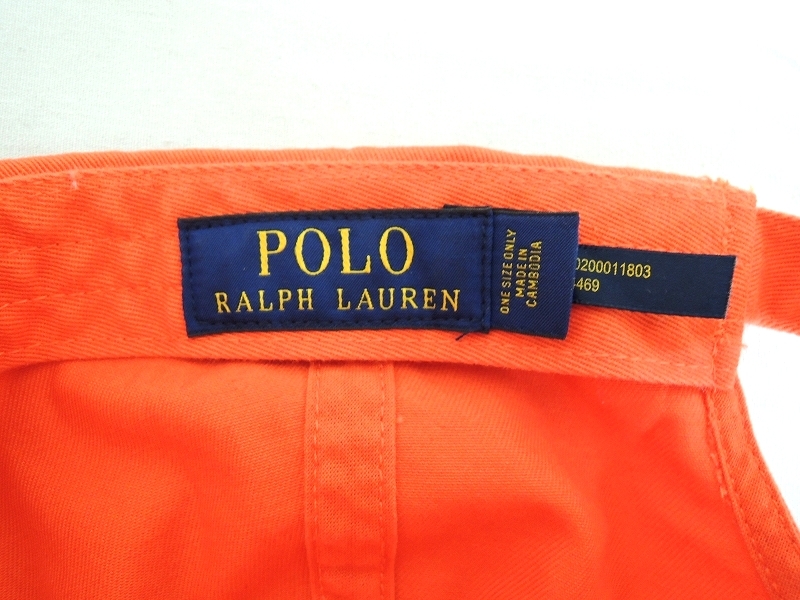 POLO
RALPH LAUREN
ONE SIZE ONLY
MADE IN
CAMBODIA
0200011803
469